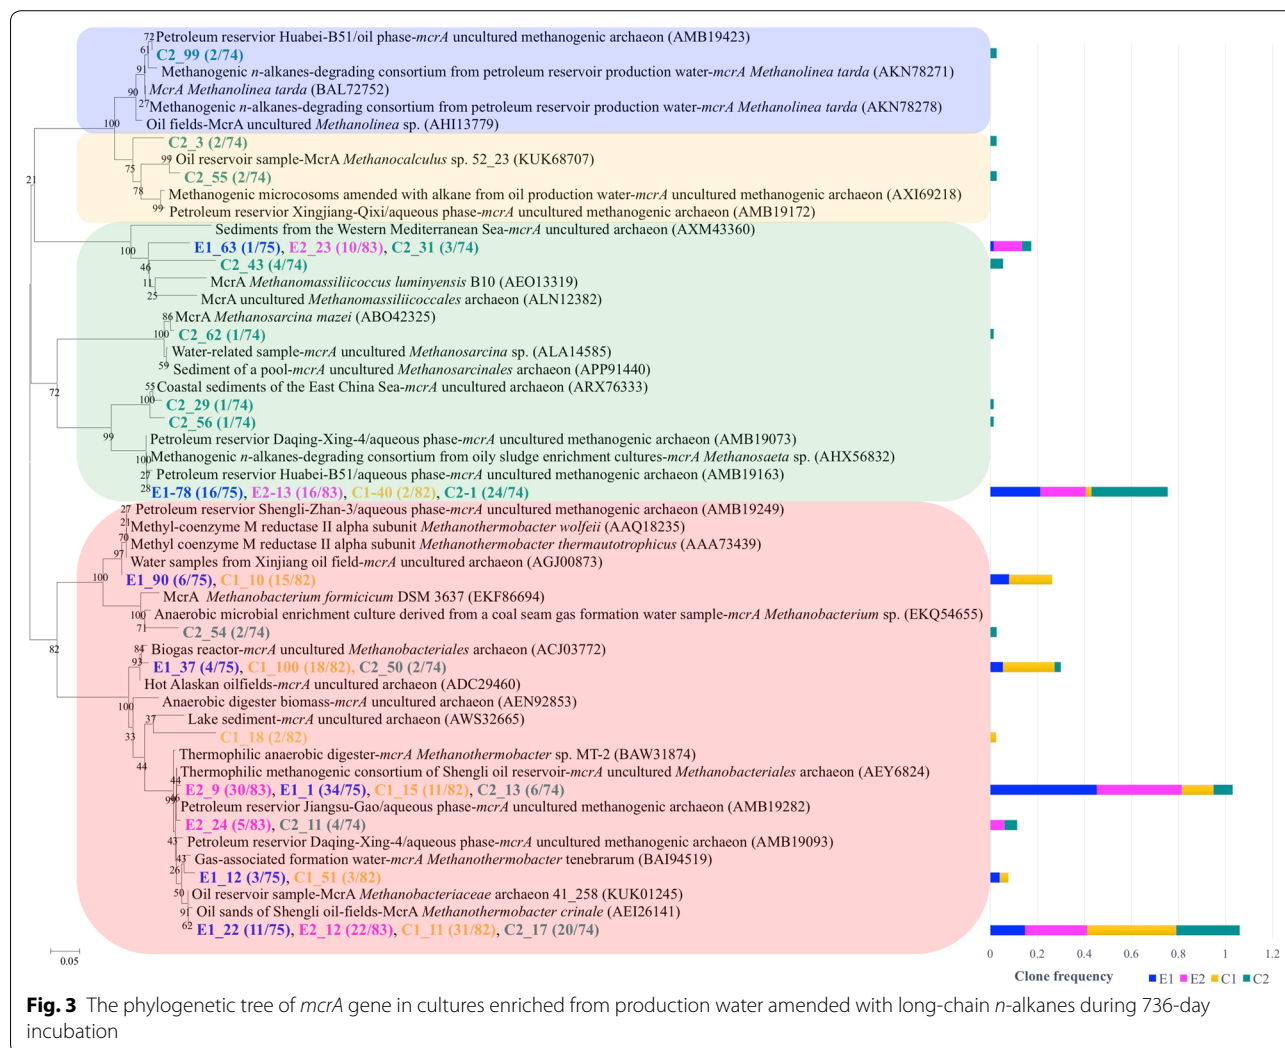 Petroleum reservior Huabei-B51/oil phase-mcrA uncultured methanogenic archaeon (AMB19423)
C2_99 (2/74)
Methanogenic n-alkanes-degrading consortium from petroleum reservoir production water-mcrA Methanolinea tarda (AKN78271)
McrA Methanolinea tarda (BAL72752)
Methanogenic n-alkanes-degrading consortium from petroleum reservoir production water-mcrA Methanolinea tarda (AKN78278)
Oil fields-McrA uncultured Methanolinea sp. (AHI13779)
C2_3 (2/74)
Oil reservoir sample-McrA Methanocalculus sp. 52_23 (KUK68707)
C2_55 (2/74)
Methanogenic microcosoms amended with alkane from oil production water-mcrA uncultured methanogenic archaeon (AXI69218)
Petroleum reservior Xingjiang-Qixi/aqueous phase-mcrA uncultured methanogenic archaeon (AMB19172)
Sediments from the Western Mediterranean Sea-mcrA uncultured archaeon (AXM43360)
E1_63 (1/75), E2_23 (10/83), C2_31 (3/74)
C2_43 (4/74)
McrA Methanomassiliicoccus luminyensis B10 (AEO13319)
McrA uncultured Methanomassiliicoccales archaeon (ALN12382)
McrA Methanosarcina mazei (ABO42325)
C2_62 (1/74)
Water-related sample-mcrA uncultured Methanosarcina sp. (ALA14585)
Sediment of a pool-mcrA uncultured Methanosarcinales archaeon (APP91440)
Coastal sediments of the East China Sea-mcrA uncultured archaeon (ARX76333)
C2_29 (1/74)
C2_56 (1/74)
Petroleum reservior Daqing-Xing-4/aqueous phase-mcrA uncultured methanogenic archaeon (AMB19073)
Methanogenic n-alkanes-degrading consortium from oily sludge enrichment cultures-mcrA Methanosaeta sp. (AHX56832)
Petroleum reservior Huabei-B51/aqueous phase-mcrA uncultured methanogenic archaeon (AMB19163)
E1-78 (16/75), E2-13 (16/83), C1-40 (2/82), C2-1 (24/74)
Petroleum reservoir Shengli-Zhan-3/aqueous phase-mcrA uncultured methanogenic archaeon (AMB19249)
Methyl-coenzyme M reductase II alpha subunit Methanothermobacter wolfeii (AAQ18235)
Methyl coenzyme M reductase II alpha subunit Methanothermobacter thermautotrophicus (AAA73439)
Water samples from Xinjiang oil field-mcrA uncultured archaeon (AGJ00873)
E1_90 (6/75), C1_10 (15/82)
McrA Methanobacterium formicicum DSM 3637 (EKF86694)
Anaerobic microbial enrichment culture derived from a coal seam gas formation water sample-mcrA Methanobacterium sp. (EKQ54655)
C2_54 (2/74)
Biogas reactor-mcrA uncultured Methanobacteriales archaeon (ACJ03772)
E1_37 (4/75), C1_100 (18/82), C2_50 (2/74)
Hot Alaskan oilfields-mcrA uncultured archaeon (ADC29460)
Anaerobic digester biomass-mcrA uncultured archaeon (AEN92853)
Lake sediment-mcrA uncultured archaeon (AWS32665)
C1_18 (2/82)
Thermophilic anaerobic digester-mcrA Methanothermobacter sp. MT-2 (BAW31874)
Thermophilic methanogenic consortium of Shengli oil reservoir-mcrA uncultured Methanobacteriales archaeon (AEY6824)
E2_9 (30/83), E1_1 (34/75), C1_15 (11/82), C2_13 (6/74)
Petroleum reservoir Jiangsu-Gao/aqueous phase-mcrA uncultured methanogenic archaeon (AMB19282)
E2_24 (5/83), C2_11 (4/74)
Petroleum reservoir Daqing-Xing-4/aqueous phase-mcrA uncultured methanogenic archaeon (AMB19093)
Gas-associated formation water-mcrA Methanothermobacter tenebrarum (BAI94519)
E1_12 (3/75), C1_51 (3/82)
Oil reservoir sample-McrA Methanobacteriaceae archaeon 41_258 (KUK01245)
Oil sands of Shengli oil-fields-McrA Methanothermobacter crinale (AEI26141)
E1_22 (11/75), E2_12 (22/83), C1_11 (31/82), C2_17 (20/74)
72
61
91
90
27
100
99
75
78
99
21
100
46
11
25
86
100
59
72
55
100
99
100
27
28
27
21
70
97
100
100
71
82
84
93
100
37
33
44
44
43
43
26
50
91
62
0.05
0 0.2 0.4 0.6 0.8 1 1.2
Clone frequency
E1 E2 C1 C2
Fig. 3 The phylogenetic tree of mcrA gene in cultures enriched from production water amended with long-chain n-alkanes during 736-day
incubation